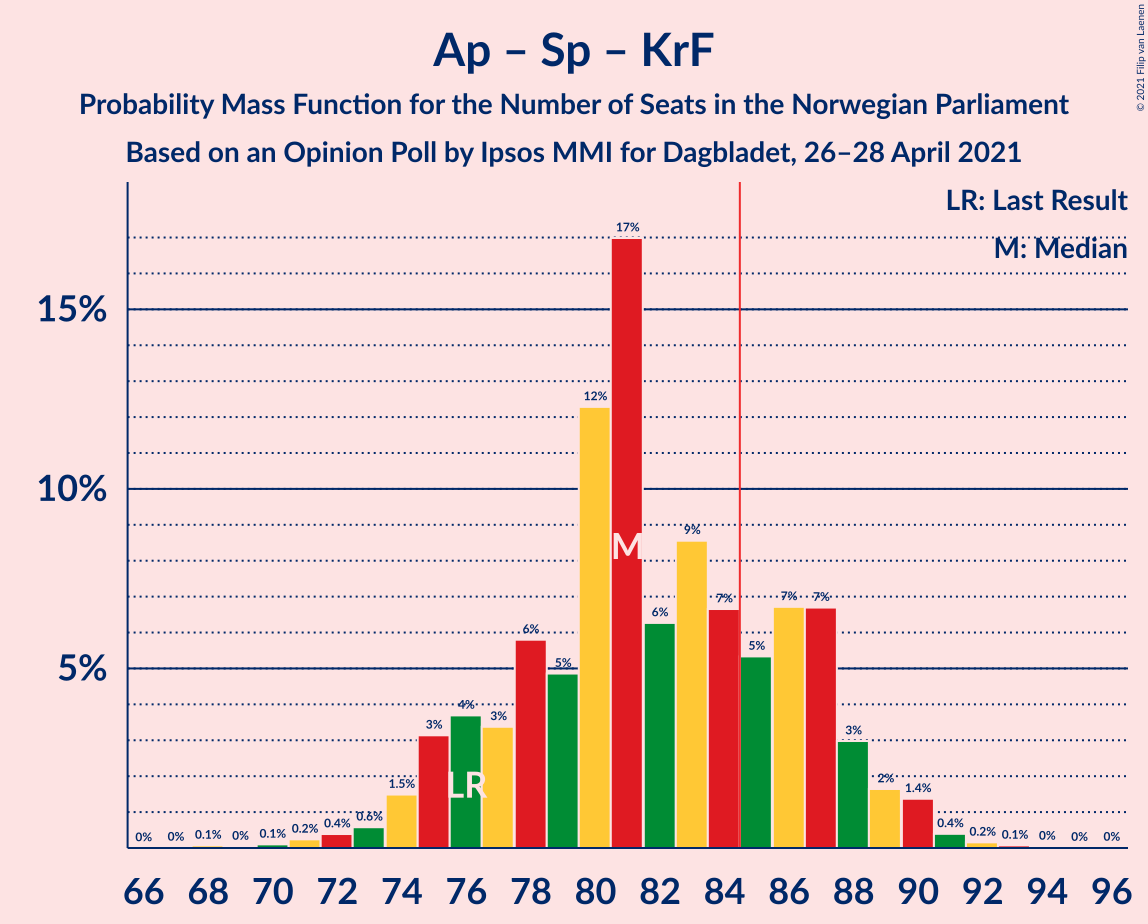 Ap – Sp – KrF
Probability Mass Function for the Number of Seats in the Norwegian Parliament
Based on an Opinion Poll by Ipsos MMI for Dagbladet, 26–28 April 2021
© 2021 Filip van Laenen
LR: Last Result
M: Median
15%
10%
5%
0% 0% 0.1% 0% 0.1% 0.2% 0.4% 0.6% 1.5% 3% 4% 3% 6% 5% 12% 17% 6% 9% 7% 5% 7% 7% 3% 2% 1.4% 0.4% 0.2% 0.1% 0% 0% 0%
M
LR
66 68 70 72 74 76 78 80 82 84 86 88 90 92 94 96